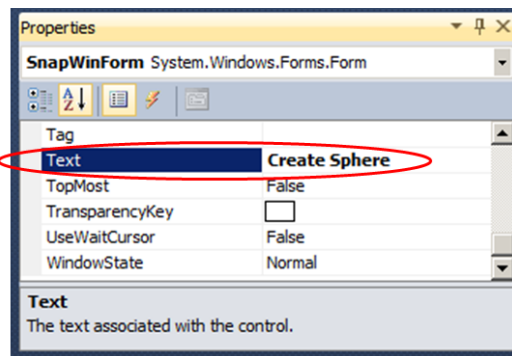 Properties
SnapWinForm System.Windows.Forms.Form
A Z
Tag
Text Create Sphere
TopMost False
TransparencyKey
UseWaitCursor False
WindowState Normal
Text
The text associated with the control.